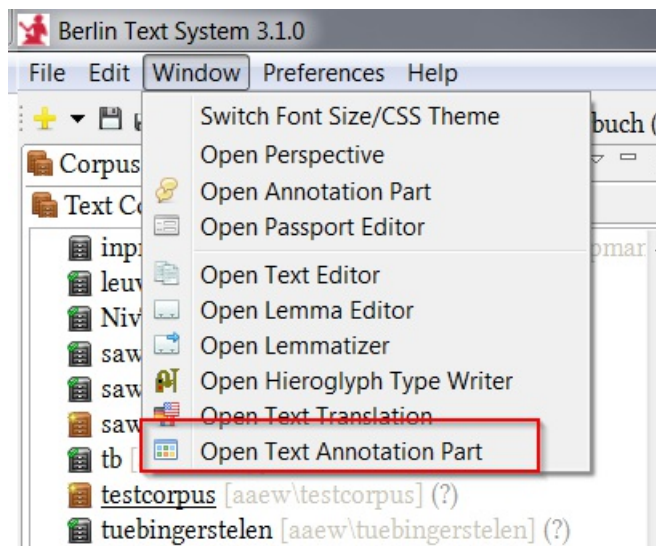 Berlin Text System 3.1.0
File Edit Window Preferences Help
Switch Font Size/CSS Theme
buch (
Open Perspective
Corpus
Open Annotation Part
Text Co
Open Passport Editor
inpr
pmar
Open Text Editor
leuv
Open Lemma Editor
Niv
Open Lemmatizer
saw
Open Hieroglyph Type Writer
saw
Open Text Translation
saw
Open Text Annotation Part
tb [
testcorpus [aaew\testcorpus] (?)
tuebingerstelen [aaew\tuebingerstelen] (?)